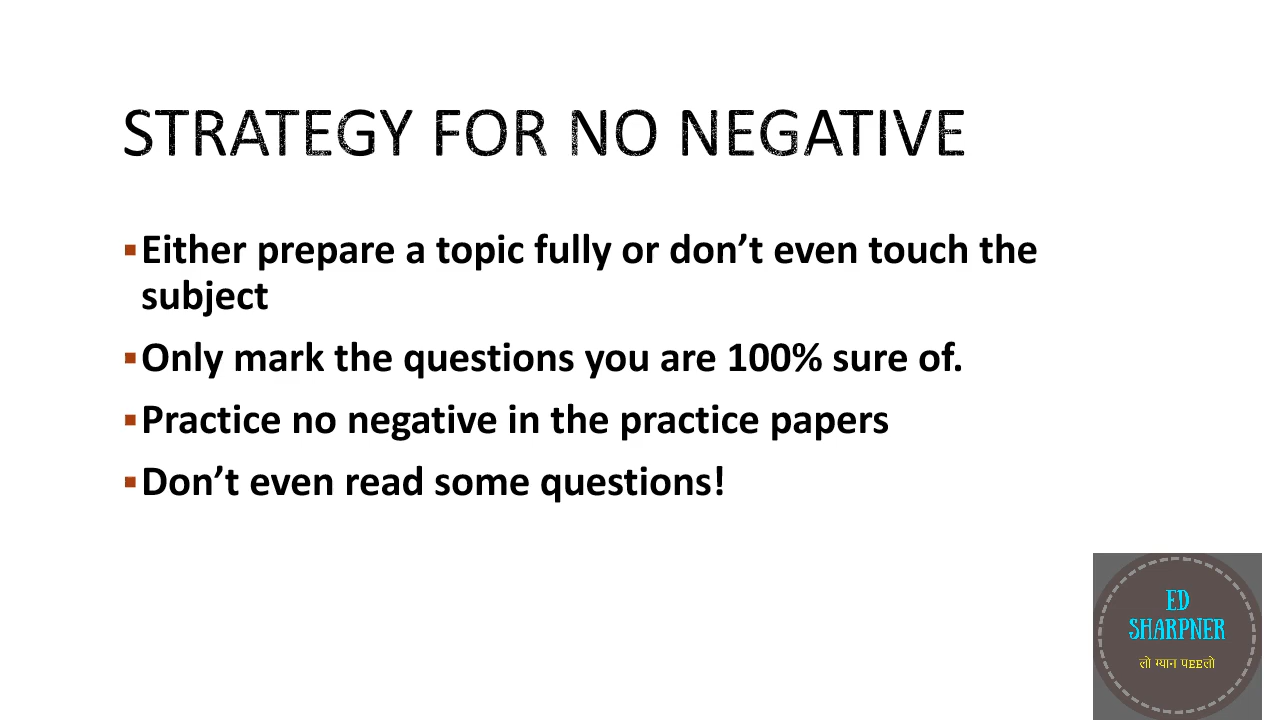 STRATEGY FOR NO NEGATIVE
▪Either prepare a topic fully or don’t even touch the
subject
▪Only mark the questions you are 100% sure of.
▪Practice no negative in the practice papers
▪Don’t even read some questions!
ED
SHARPNER
लो ग्यान पEEलो